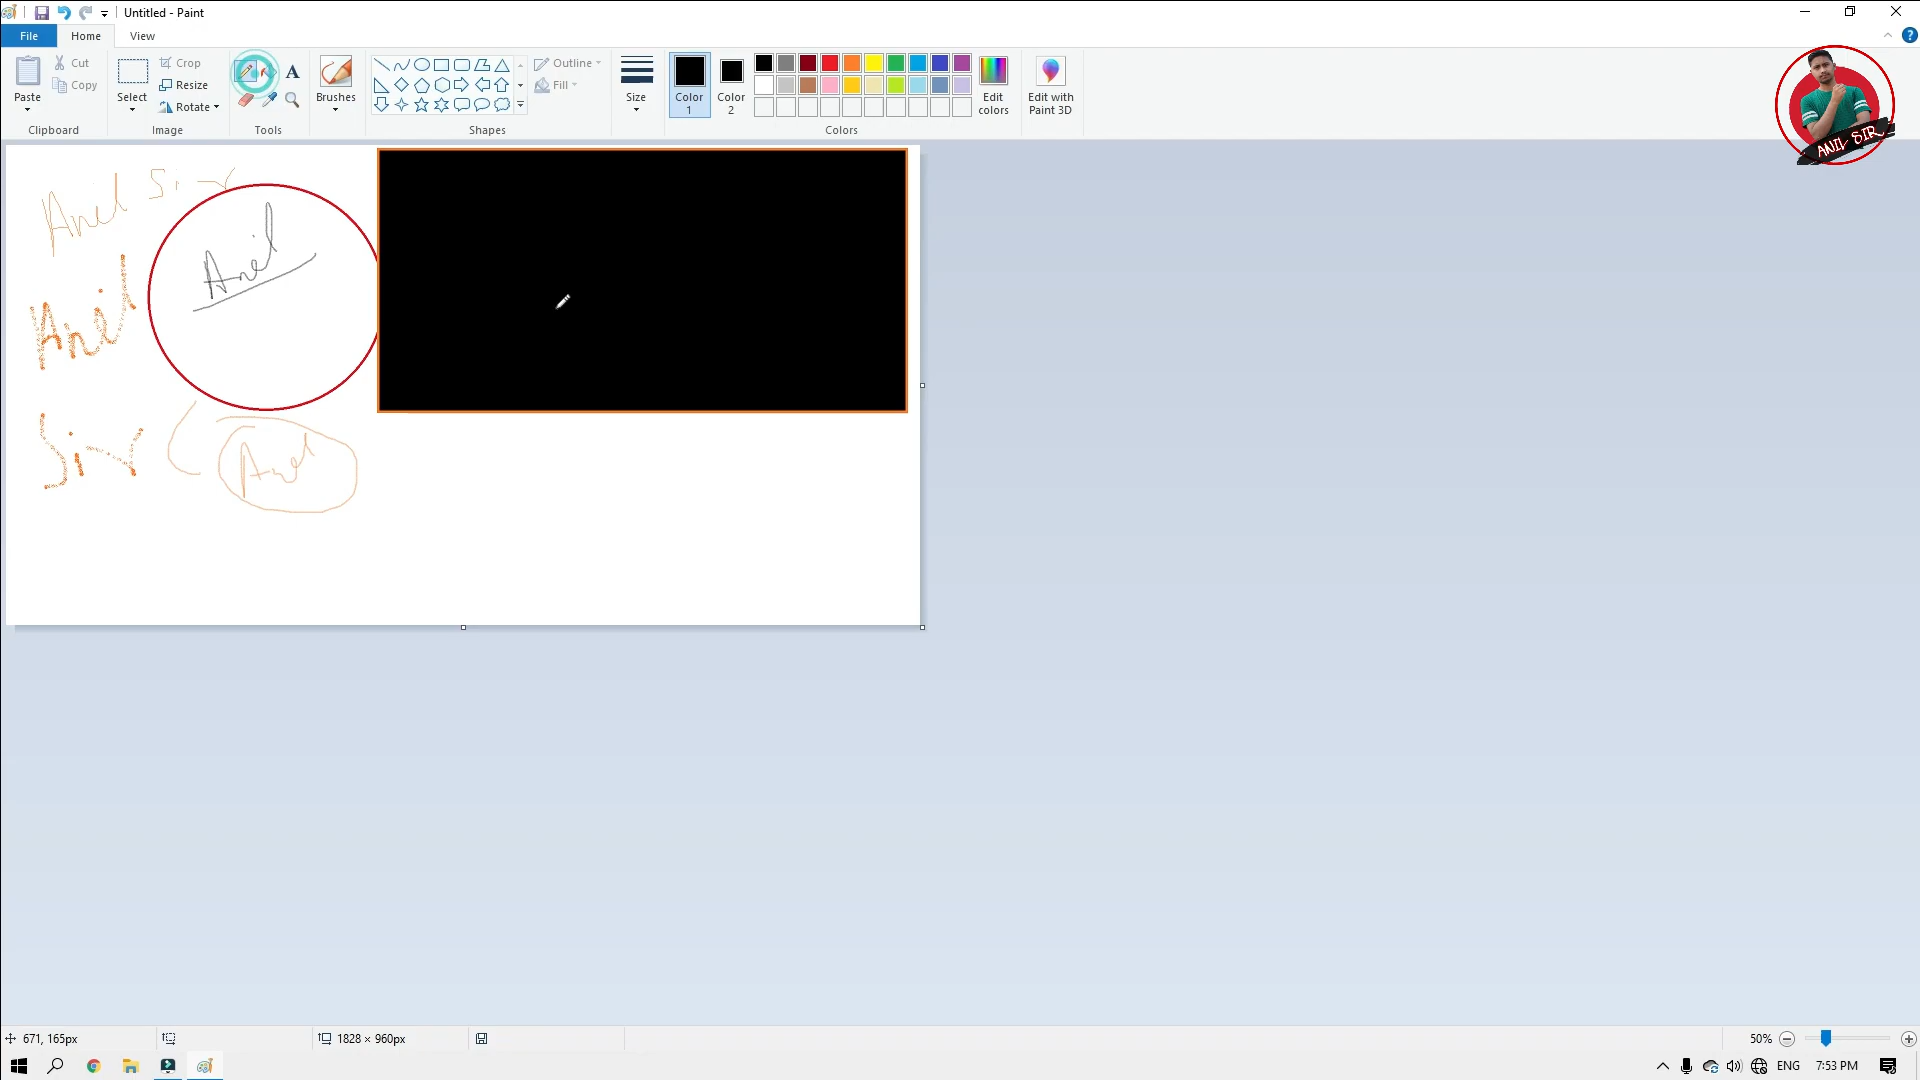 Untitled - Paint
File
Home
View
Paste
Cut
Copy
Clipboard
Select
Crop
Resize
Rotate
Image
A
Tools
Brushes
Outline
Fill
Shapes
Size
Color 1
Color 2
Edit colors
Colors
Edit with Paint 3D
ANIL SIR
Anil Sir
Anil
Anil
Sir
Anil
671, 165px
1828 × 960px
50%
ENG
7:53 PM